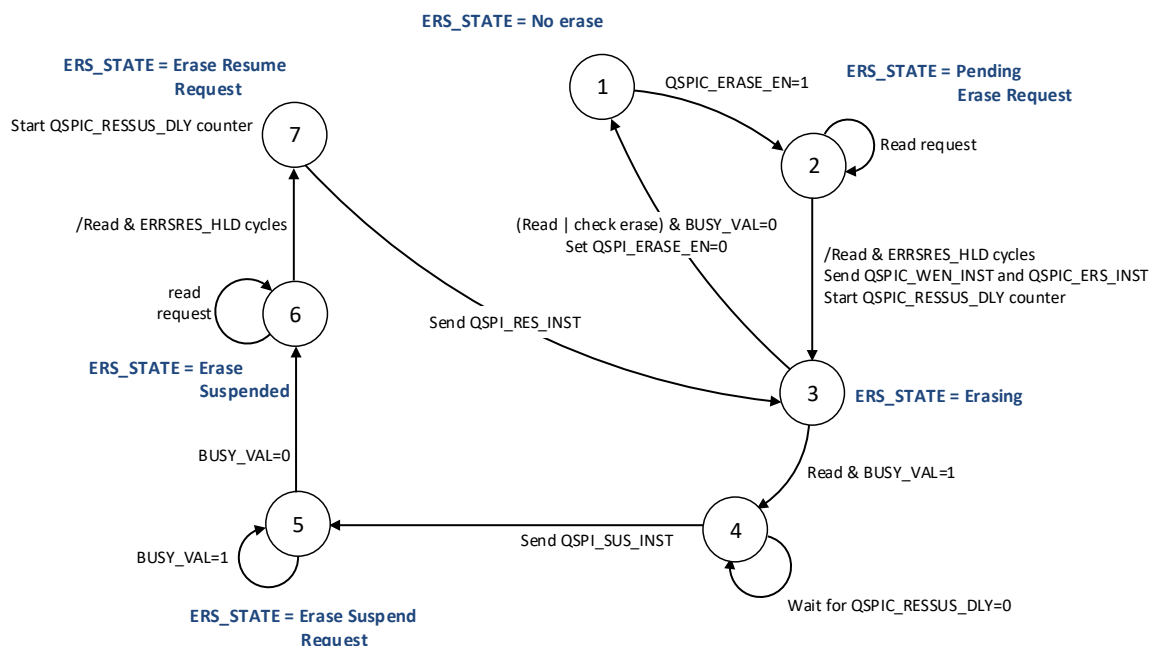 ERS_STATE = No erase
ERS_STATE = Erase Resume
Request
Start QSPIC_RESSUS_DLY counter
7
1
QSPIC_ERASE_EN=1
ERS_STATE = Pending
Erase Request
2
Read request
(Read | check erase) & BUSY_VAL=0
Set QSPI_ERASE_EN=0
/Read & ERRSRES_HLD cycles
/Read & ERRSRES_HLD cycles
Send QSPIC_WEN_INST and QSPIC_ERS_INST
Start QSPIC_RESSUS_DLY counter
read
request
6
Send QSPI_RES_INST
ERS_STATE = Erase
Suspended
3
ERS_STATE = Erasing
BUSY_VAL=0
Read & BUSY_VAL=1
5
4
Send QSPI_SUS_INST
BUSY_VAL=1
Wait for QSPIC_RESSUS_DLY=0
ERS_STATE = Erase Suspend
Request